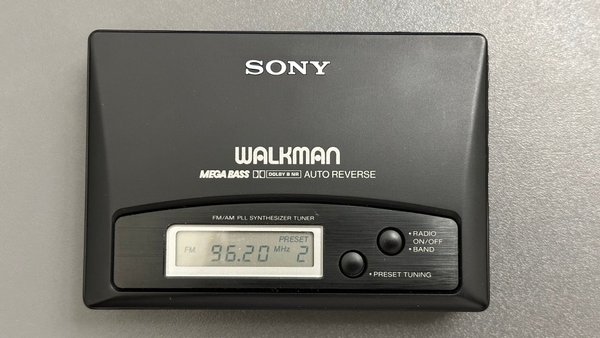 SONY
WALKMAN
MEGA BASS DOLBY B NR AUTO REVERSE
FM/AM PLL SYNTHESIZER TUNER
PRESET
FM 96.20 MHz 2
• RADIO
ON/OFF
• BAND
• PRESET TUNING